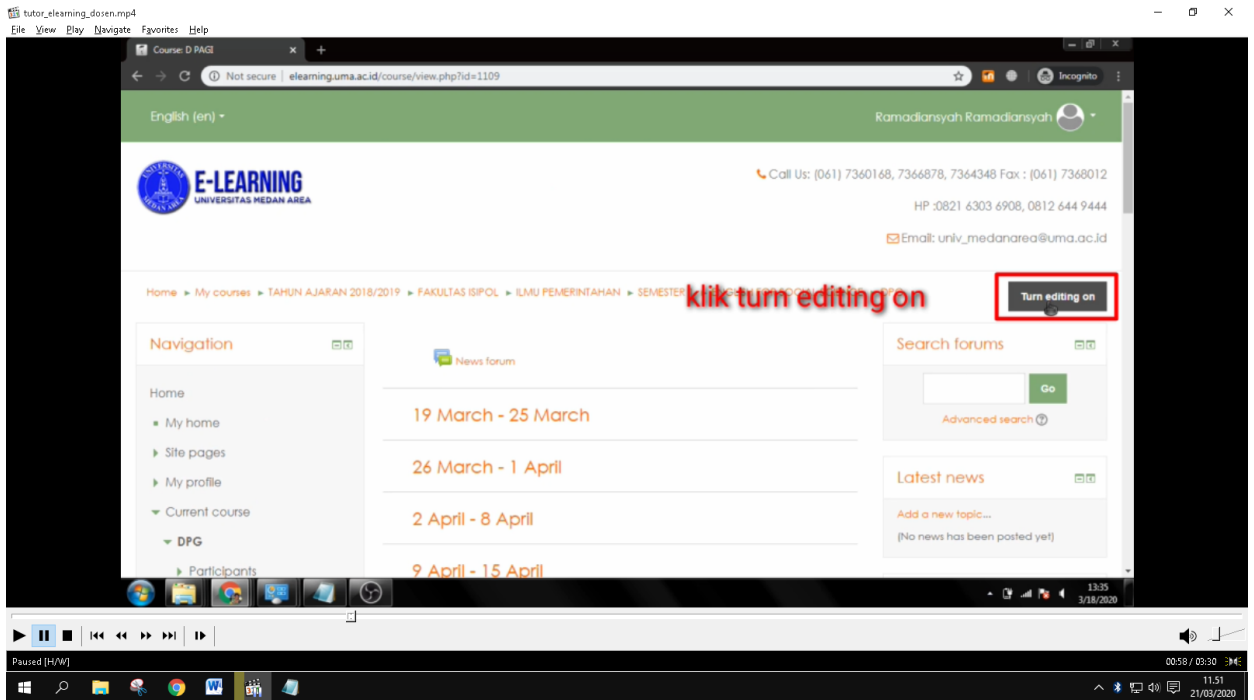 tutor_elearning_dosen.mp4
File View Play Navigate Favorites Help
Course: D PAGI
Not secure | elearning.uma.ac.id/course/view.php?id=1109
Incognito
English (en)
Ramadiansyah Ramadiansyah
E-LEARNING
UNIVERSITAS MEDAN AREA
Call Us: (061) 7360168, 7366878, 7364348 Fax : (061) 7368012
HP :0821 6303 6908, 0812 644 9444
Email: univ_medanarea@uma.ac.id
Home ► My courses ► TAHUN AJARAN 2018/2019 ► FAKULTAS ISIPOL ► ILMU PEMERINTAHAN ► SEMESTER
klik turn editing on
Turn editing on
Navigation
Home
My home
Site pages
My profile
Current course
DPG
Participants
News forum
19 March - 25 March
26 March - 1 April
2 April - 8 April
9 April - 15 April
Search forums
Go
Advanced search
Latest news
Add a new topic...
(No news has been posted yet)
13:35
3/18/2020
Paused [H/W]
00:58 / 03:30
11.51
21/03/2020